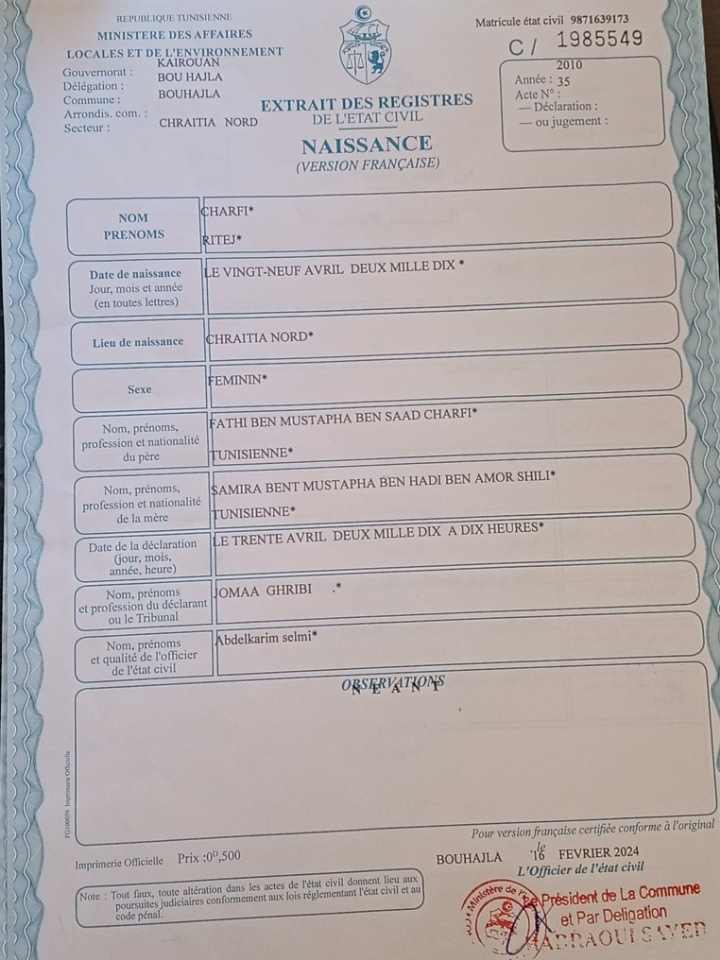 REPUBLIQUE TUNISIENNE
MINISTERE DES AFFAIRES
LOCALES ET DE L'ENVIRONNEMENT
Gouvernorat : KAIROUAN
Délégation : BOU HAJLA
Commune : BOUHAJLA
Arrondis. com. :
Secteur : CHRAITIA NORD
Matricule état civil 9871639173
C / 1985549
2010
Année : 35
Acte N° :
— Déclaration :
— ou jugement :
EXTRAIT DES REGISTRES
DE L'ETAT CIVIL
NAISSANCE
(VERSION FRANÇAISE)
NOM CHARFI*
PRENOMS RITEJ*
Date de naissance LE VINGT-NEUF AVRIL DEUX MILLE DIX *
Jour, mois et année
(en toutes lettres)
Lieu de naissance CHRAITIA NORD*
Sexe FEMININ*
Nom, prénoms, FATHI BEN MUSTAPHA BEN SAAD CHARFI*
profession et nationalité
du père TUNISIENNE*
Nom, prénoms, SAMIRA BENT MUSTAPHA BEN HADI BEN AMOR SHILI*
profession et nationalité
de la mère TUNISIENNE*
Date de la déclaration LE TRENTE AVRIL DEUX MILLE DIX A DIX HEURES*
(jour, mois,
année, heure)
Nom, prénoms JOMAA GHRIBI .*
et profession du déclarant
ou le Tribunal
Nom, prénoms Abdelkarim selmi*
et qualité de l'officier
de l'état civil
OBSERVATIONS
N E A N T
Pour version française certifiée conforme à l'original
Imprimerie Officielle Prix :0ᴰ,500
BOUHAJLA le 16 FEVRIER 2024
L'Officier de l'état civil
Note : Tout faux, toute altération dans les actes de l'état civil donnent lieu aux
poursuites judiciaires conformement aux lois réglementant l'état civil et au
code pénal.
Président de La Commune
et Par Deligation